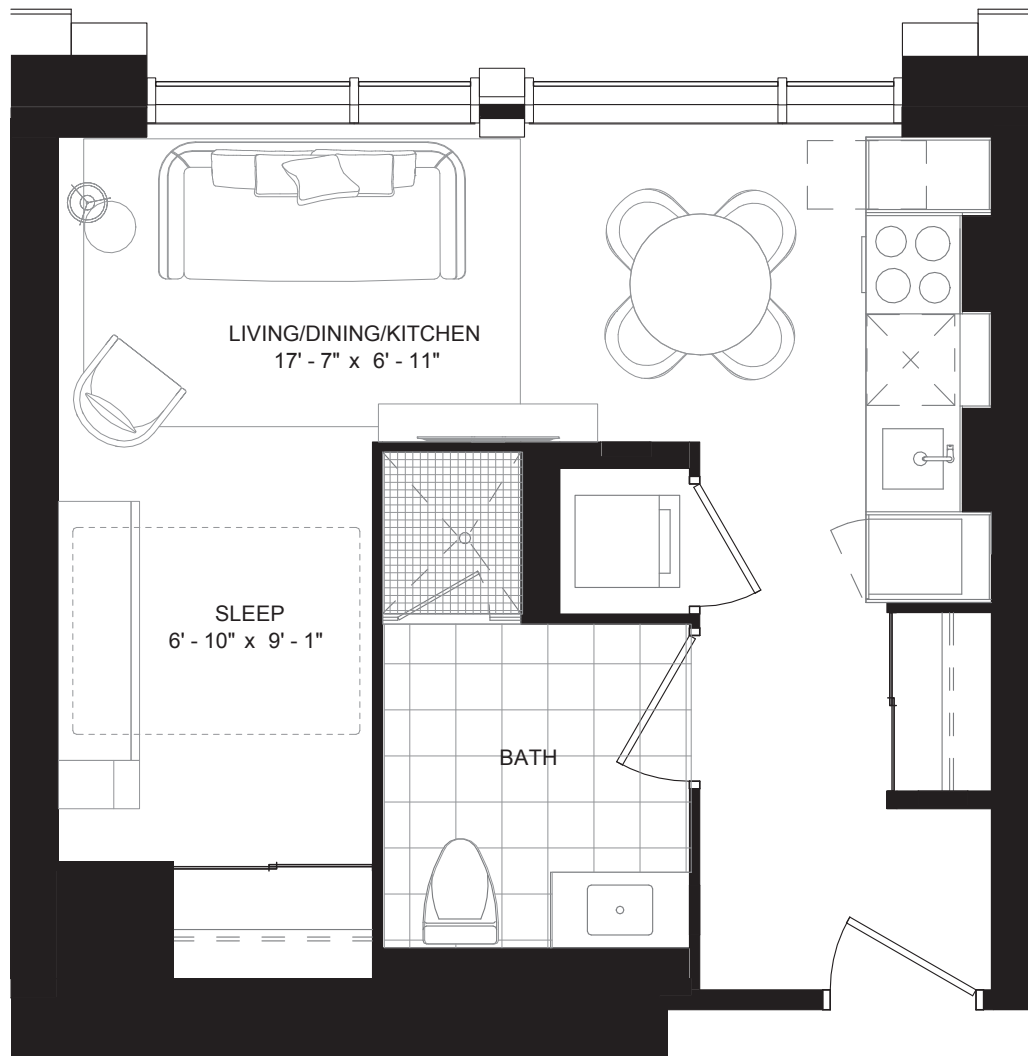 LIVING/DINING/KITCHEN
17' - 7" x 6' - 11"
SLEEP
6' - 10" x 9' - 1"
BATH